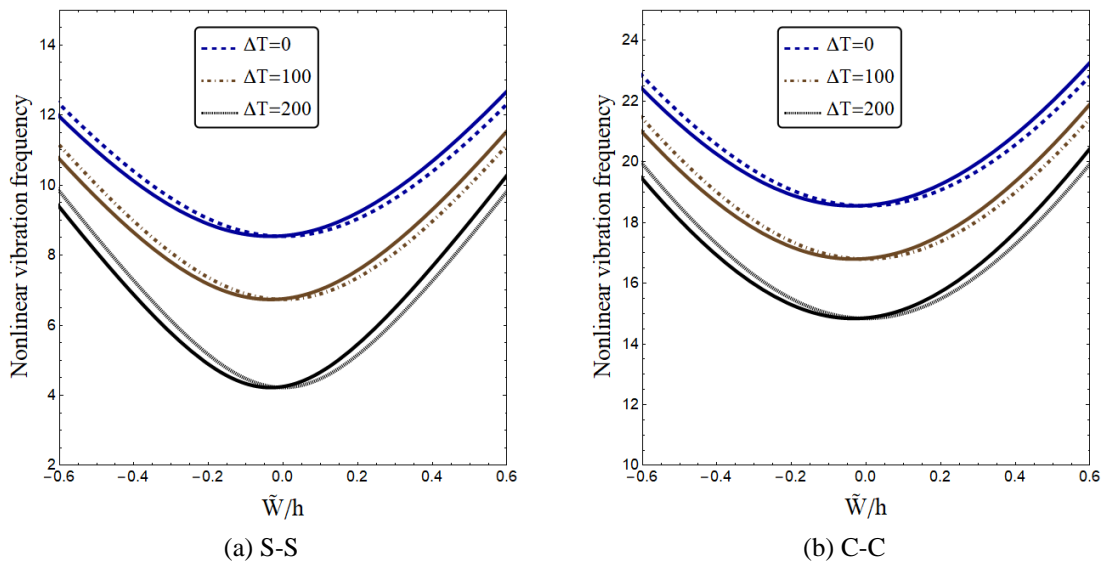 Nonlinear vibration frequency
14
12
10
8
6
4
2
ΔT=0
ΔT=100
ΔT=200
−0.6 −0.4 −0.2 0.0 0.2 0.4 0.6
W̃/h
(a) S-S
Nonlinear vibration frequency
24
22
20
18
16
14
12
10
ΔT=0
ΔT=100
ΔT=200
−0.6 −0.4 −0.2 0.0 0.2 0.4 0.6
W̃/h
(b) C-C